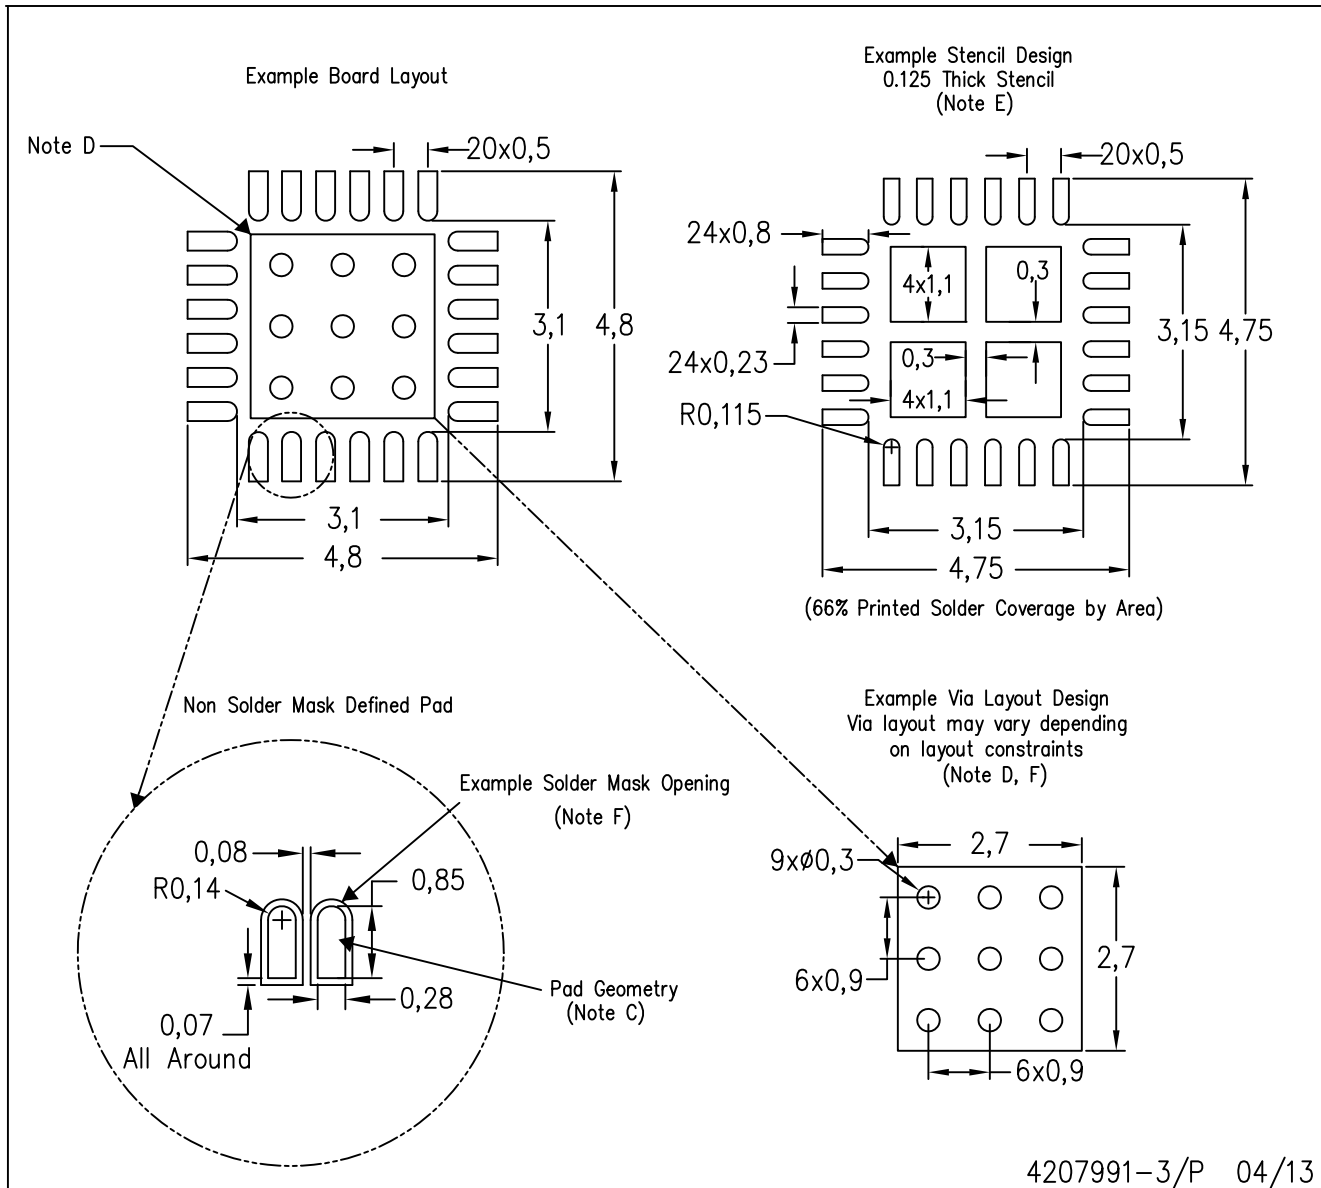 Example Board Layout
Note D
20x0,5
3,1
4,8
3,1
4,8
Example Stencil Design
0.125 Thick Stencil
(Note E)
20x0,5
24x0,8
4x1,1
0,3
3,15
4,75
24x0,23
0,3
4x1,1
R0,115
3,15
4,75
(66% Printed Solder Coverage by Area)
Non Solder Mask Defined Pad
Example Solder Mask Opening
(Note F)
0,08
R0,14
0,85
0,28
Pad Geometry
(Note C)
0,07
All Around
Example Via Layout Design
Via layout may vary depending
on layout constraints
(Note D, F)
2,7
9xø0,3
2,7
6x0,9
6x0,9
4207991-3/P 04/13